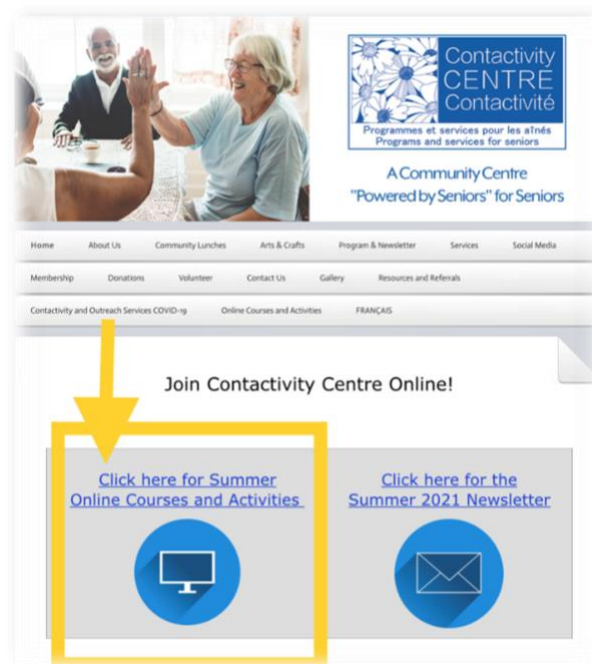 Contactivity
CENTRE
Contactivité
Programmes et services pour les aînés
Programs and services for seniors
A Community Centre
"Powered by Seniors" for Seniors
Home About Us Community Lunches Arts & Crafts Program & Newsletter Services Social Media
Membership Donations Volunteer Contact Us Gallery Resources and Referrals
Contactivity and Outreach Services COVID-19 Online Courses and Activities FRANÇAIS
Join Contactivity Centre Online!
Click here for Summer
Online Courses and Activities
Click here for the
Summer 2021 Newsletter